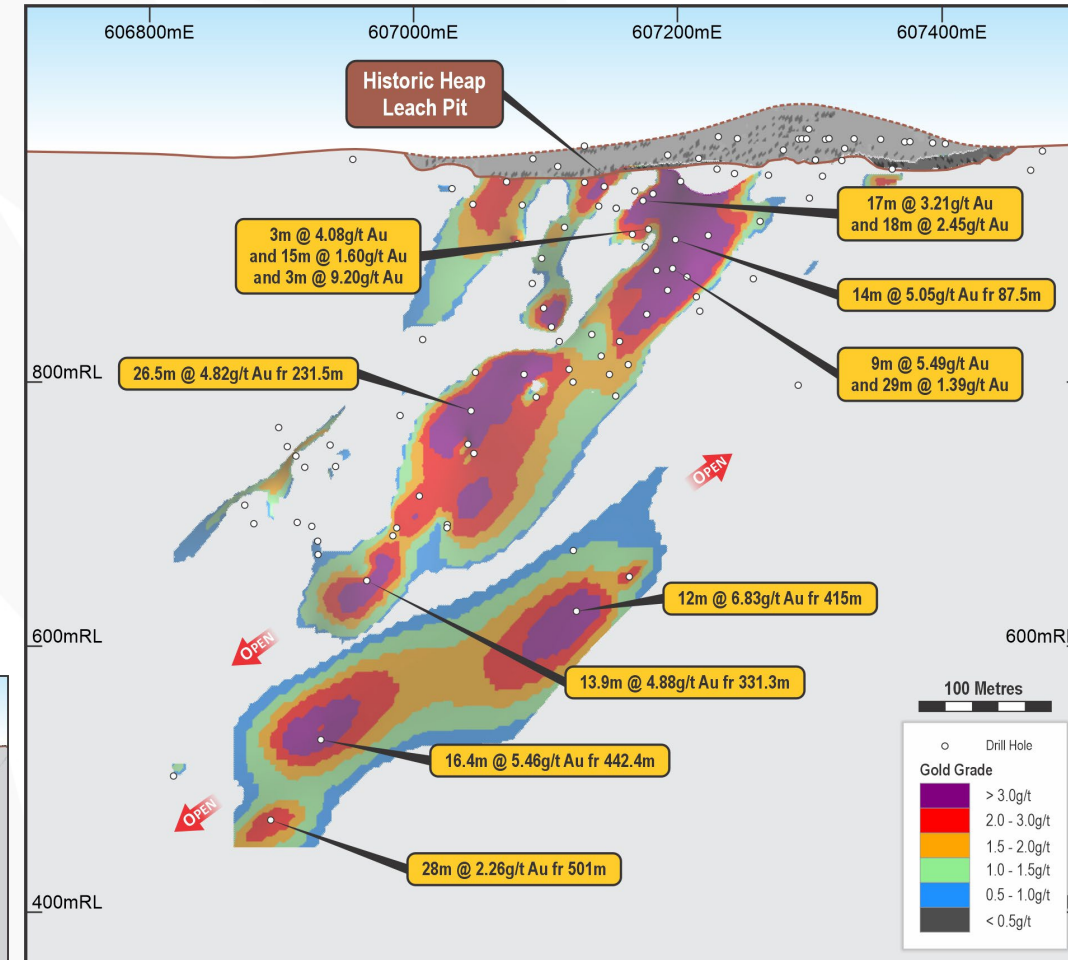 606800mE
607000mE
607200mE
607400mE
Historic Heap
Leach Pit
17m @ 3.21g/t Au
and 18m @ 2.45g/t Au
3m @ 4.08g/t Au
and 15m @ 1.60g/t Au
and 3m @ 9.20g/t Au
14m @ 5.05g/t Au fr 87.5m
9m @ 5.49g/t Au
and 29m @ 1.39g/t Au
800mRL
26.5m @ 4.82g/t Au fr 231.5m
OPEN
12m @ 6.83g/t Au fr 415m
600mRL
600mRL
OPEN
13.9m @ 4.88g/t Au fr 331.3m
100 Metres
16.4m @ 5.46g/t Au fr 442.4m
OPEN
28m @ 2.26g/t Au fr 501m
400mRL
Drill Hole
Gold Grade
> 3.0g/t
2.0 - 3.0g/t
1.5 - 2.0g/t
1.0 - 1.5g/t
0.5 - 1.0g/t
< 0.5g/t